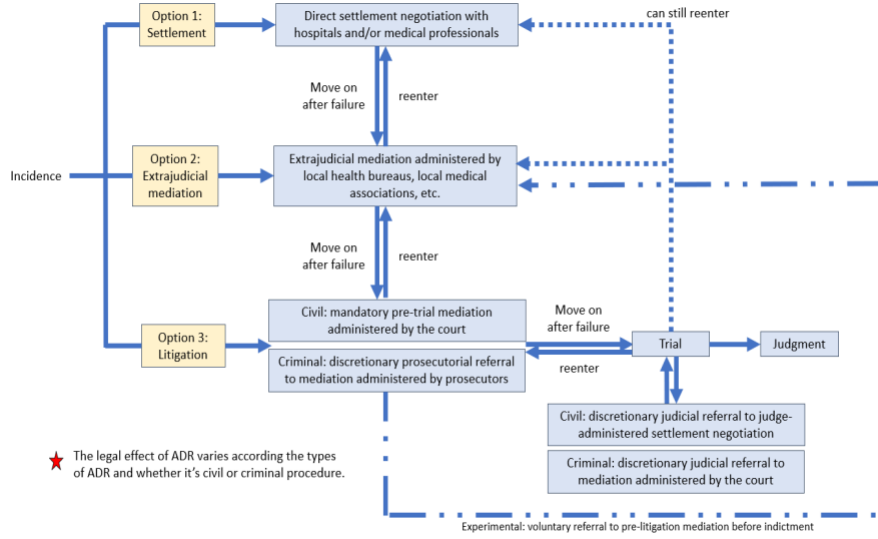 Option 1:
Settlement
Direct settlement negotiation with
hospitals and/or medical professionals
can still reenter
Move on
after failure
reenter
Incidence
Option 2:
Extrajudicial
mediation
Extrajudicial mediation administered by
local health bureaus, local medical
associations, etc.
Move on
after failure
reenter
Option 3:
Litigation
Civil: mandatory pre-trial mediation
administered by the court
Criminal: discretionary prosecutorial referral
to mediation administered by prosecutors
Move on
after failure
reenter
Trial
Judgment
Civil: discretionary judicial referral to judge-
administered settlement negotiation
Criminal: discretionary judicial referral to
mediation administered by the court
The legal effect of ADR varies according the types
of ADR and whether it's civil or criminal procedure.
Experimental: voluntary referral to pre-litigation mediation before indictment